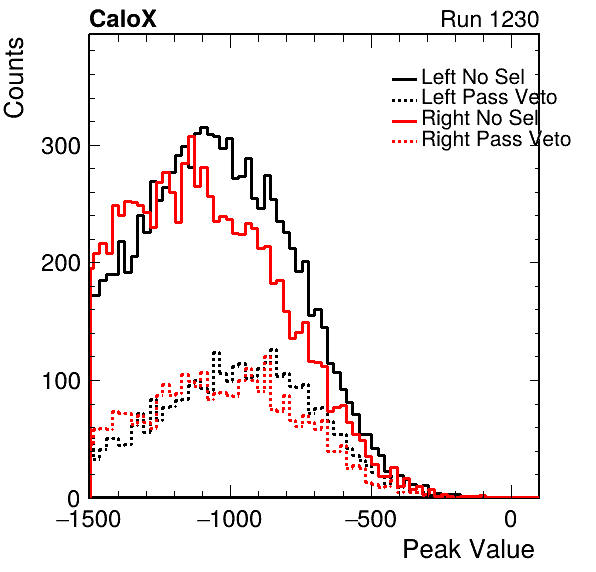 CaloX
Run 1230
Counts
Left No Sel
Left Pass Veto
Right No Sel
Right Pass Veto
300
200
100
0
−1500 −1000 −500 0
Peak Value